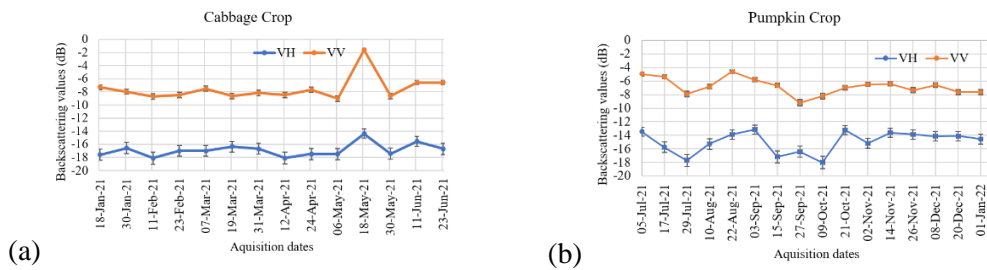 Cabbage Crop
VH VV
Backscattering values (dB)
0
-2
-4
-6
-8
-10
-12
-14
-16
-18
-20
18-Jan-21
30-Jan-21
11-Feb-21
23-Feb-21
07-Mar-21
19-Mar-21
31-Mar-21
12-Apr-21
24-Apr-21
06-May-21
18-May-21
30-May-21
11-Jun-21
23-Jun-21
Aquisition dates
(a)
Pumpkin Crop
VH VV
Backscattering values (dB)
0
-2
-4
-6
-8
-10
-12
-14
-16
-18
-20
05-Jul-21
17-Jul-21
29-Jul-21
10-Aug-21
22-Aug-21
03-Sep-21
15-Sep-21
27-Sep-21
09-Oct-21
21-Oct-21
02-Nov-21
14-Nov-21
26-Nov-21
08-Dec-21
20-Dec-21
01-Jan-22
Aquisition dates
(b)